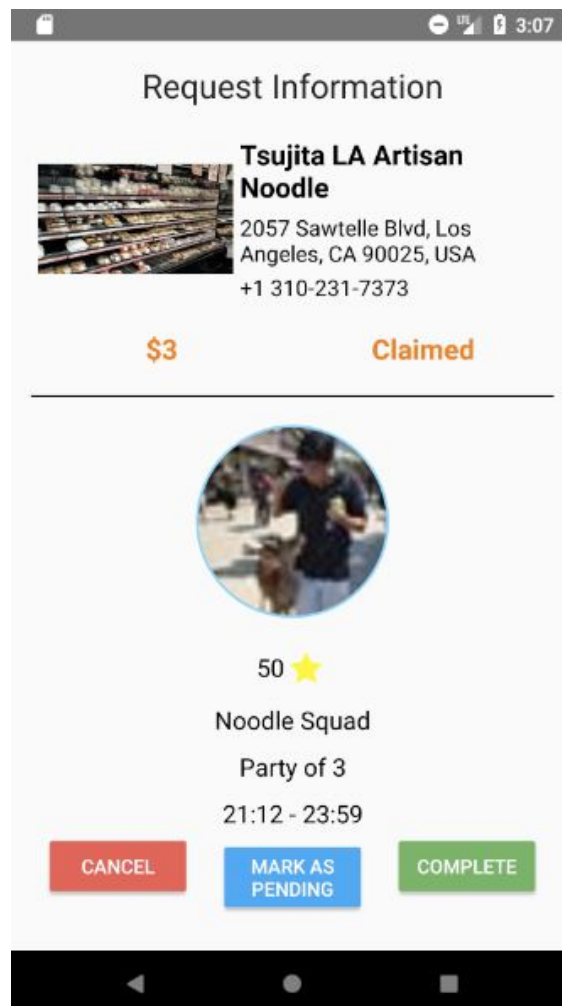 LTE 3:07
Request Information
Tsujita LA Artisan
Noodle
2057 Sawtelle Blvd, Los
Angeles, CA 90025, USA
+1 310-231-7373
$3 Claimed
50
Noodle Squad
Party of 3
21:12 - 23:59
CANCEL MARK AS COMPLETE
PENDING